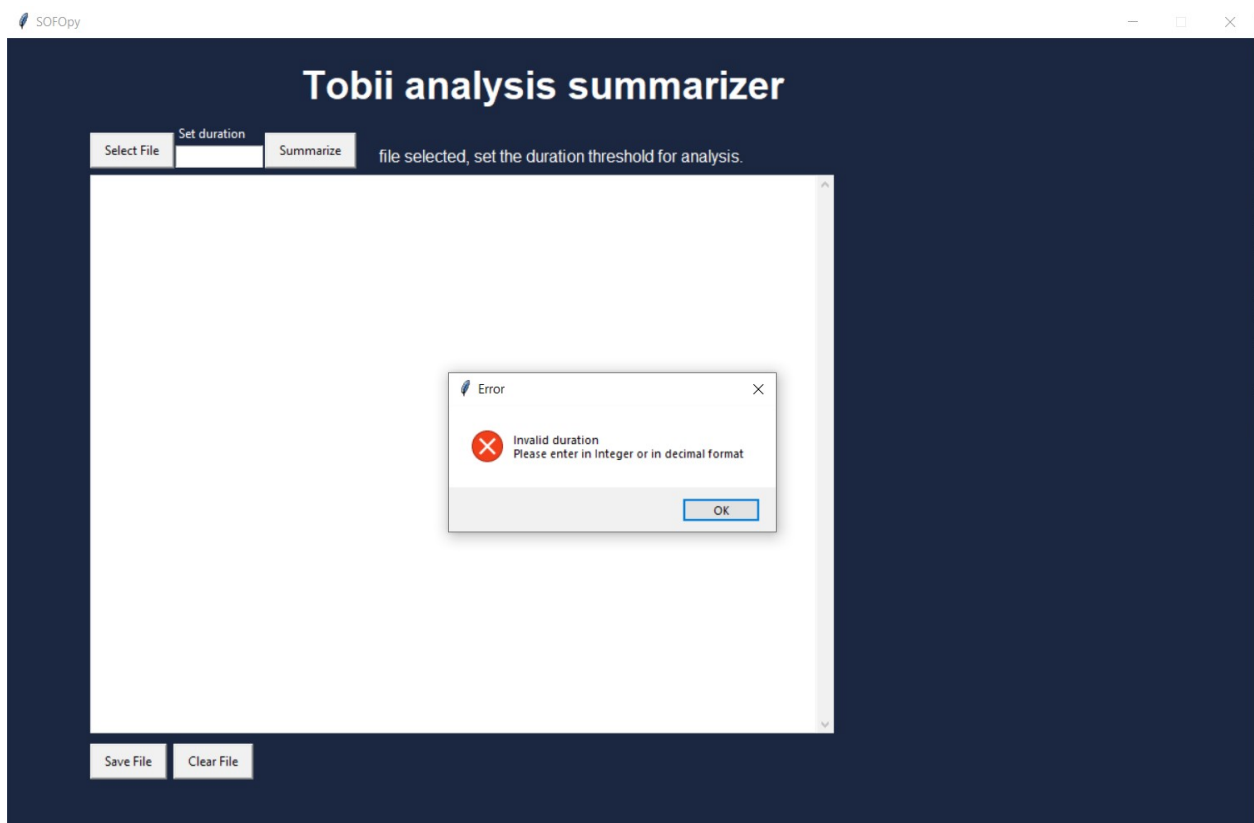 SOFOpy
Tobii analysis summarizer
Set duration
Select File
Summarize
file selected, set the duration threshold for analysis.
Error
Invalid duration
Please enter in Integer or in decimal format
OK
Save File
Clear File